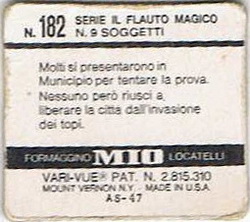 N. 182 SERIE IL FLAUTO MAGICO
N. 9 SOGGETTI
Molti si presentarono in
Municipio per tentare la prova.
Nessuno però riusci a
liberare la citta dall'invasione
dei topi.
FORMAGGINO MIO LOCATELLI
VARI-VUE® PAT. N. 2.815.310
MOUNT VERNON N.Y. - MADE IN U.S.A.
AS-47